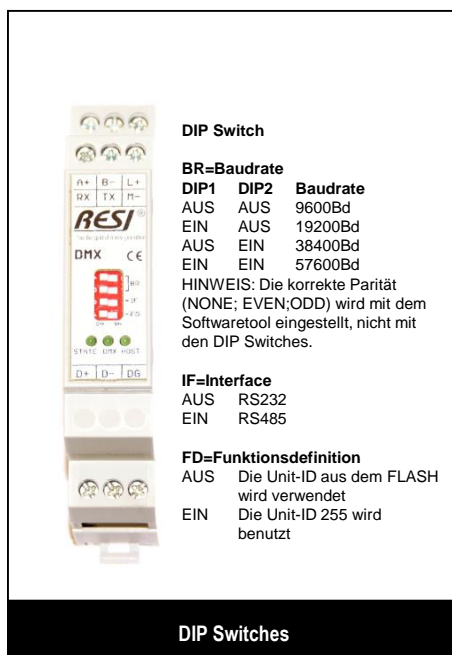 DIP Switch
BR=Baudrate
DIP1 DIP2 Baudrate
AUS AUS 9600Bd
EIN AUS 19200Bd
AUS EIN 38400Bd
EIN EIN 57600Bd
HINWEIS: Die korrekte Parität
(NONE; EVEN;ODD) wird mit dem
Softwaretool eingestellt, nicht mit
den DIP Switches.
IF=Interface
AUS RS232
EIN RS485
FD=Funktionsdefinition
AUS Die Unit-ID aus dem FLASH
wird verwendet
EIN Die Unit-ID 255 wird
benutzt
A+ B- L+
RX TX M-
RESI®
DMX CE
BR
IF
FD
STATE DMX HOST
D+ D- DG
DIP Switches